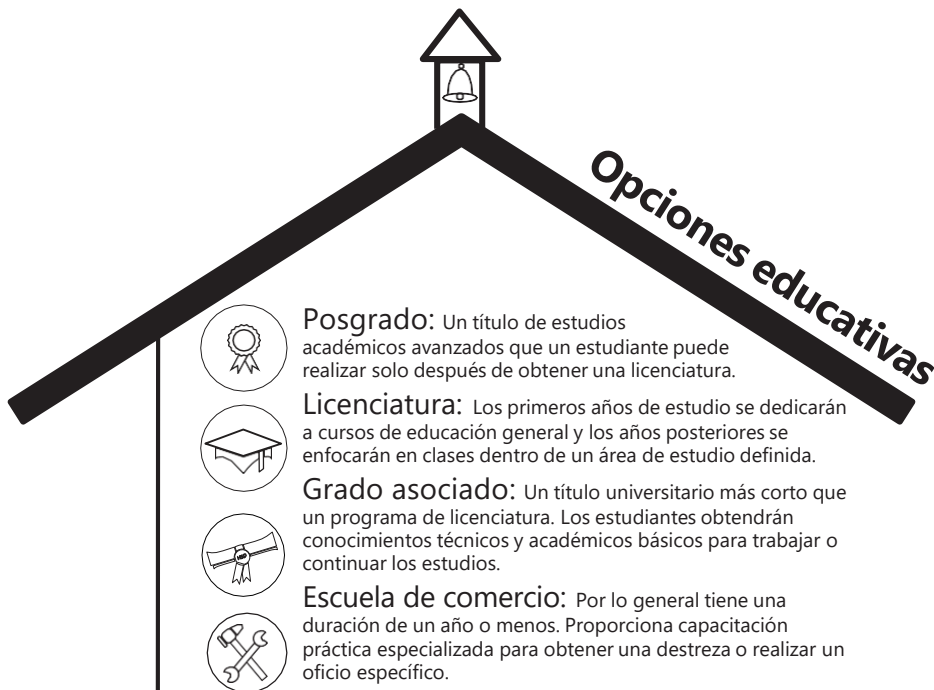 Opciones educativas
Posgrado: Un título de estudios
académicos avanzados que un estudiante puede
realizar solo después de obtener una licenciatura.
Licenciatura: Los primeros años de estudio se dedicarán
a cursos de educación general y los años posteriores se
enfocarán en clases dentro de un área de estudio definida.
Grado asociado: Un título universitario más corto que
un programa de licenciatura. Los estudiantes obtendrán
conocimientos técnicos y académicos básicos para trabajar o
continuar los estudios.
Escuela de comercio: Por lo general tiene una
duración de un año o menos. Proporciona capacitación
práctica especializada para obtener una destreza o realizar un
oficio específico.